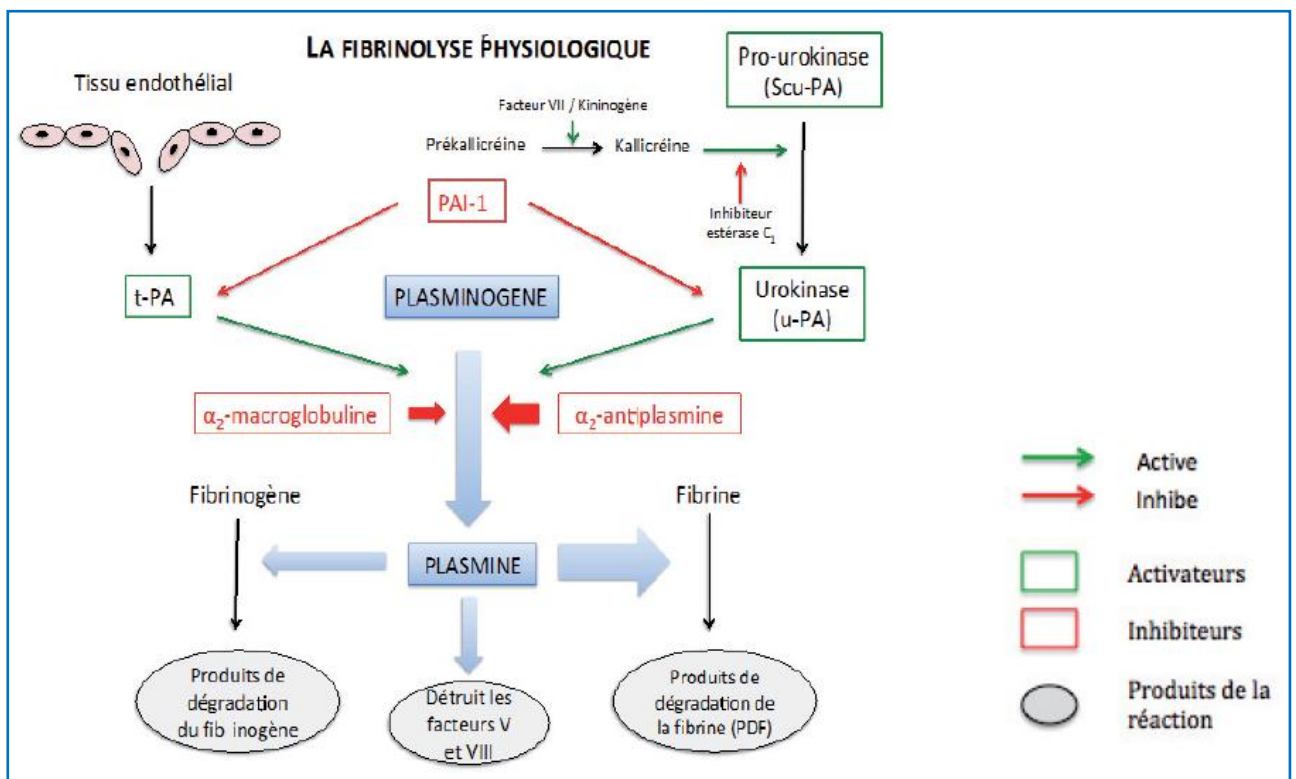 LA FIBRINOLYSE PHYSIOLOGIQUE
Tissu endothélial
Pro-urokinase
(Scu-PA)
Facteur VII / Kininogène
Prékallicréine
Kallicréine
PAI-1
Inhibiteur
estérase C1
t-PA
PLASMINOGENE
Urokinase
(u-PA)
α2-macroglobuline
α2-antiplasmine
Fibrinogène
Fibrine
PLASMINE
Produits de
dégradation
du fib inogène
Détruit les
facteurs V
et VIII
Produits de
dégradation de
la fibrine (PDF)
Active
Inhibe
Activateurs
Inhibiteurs
Produits de la
réaction